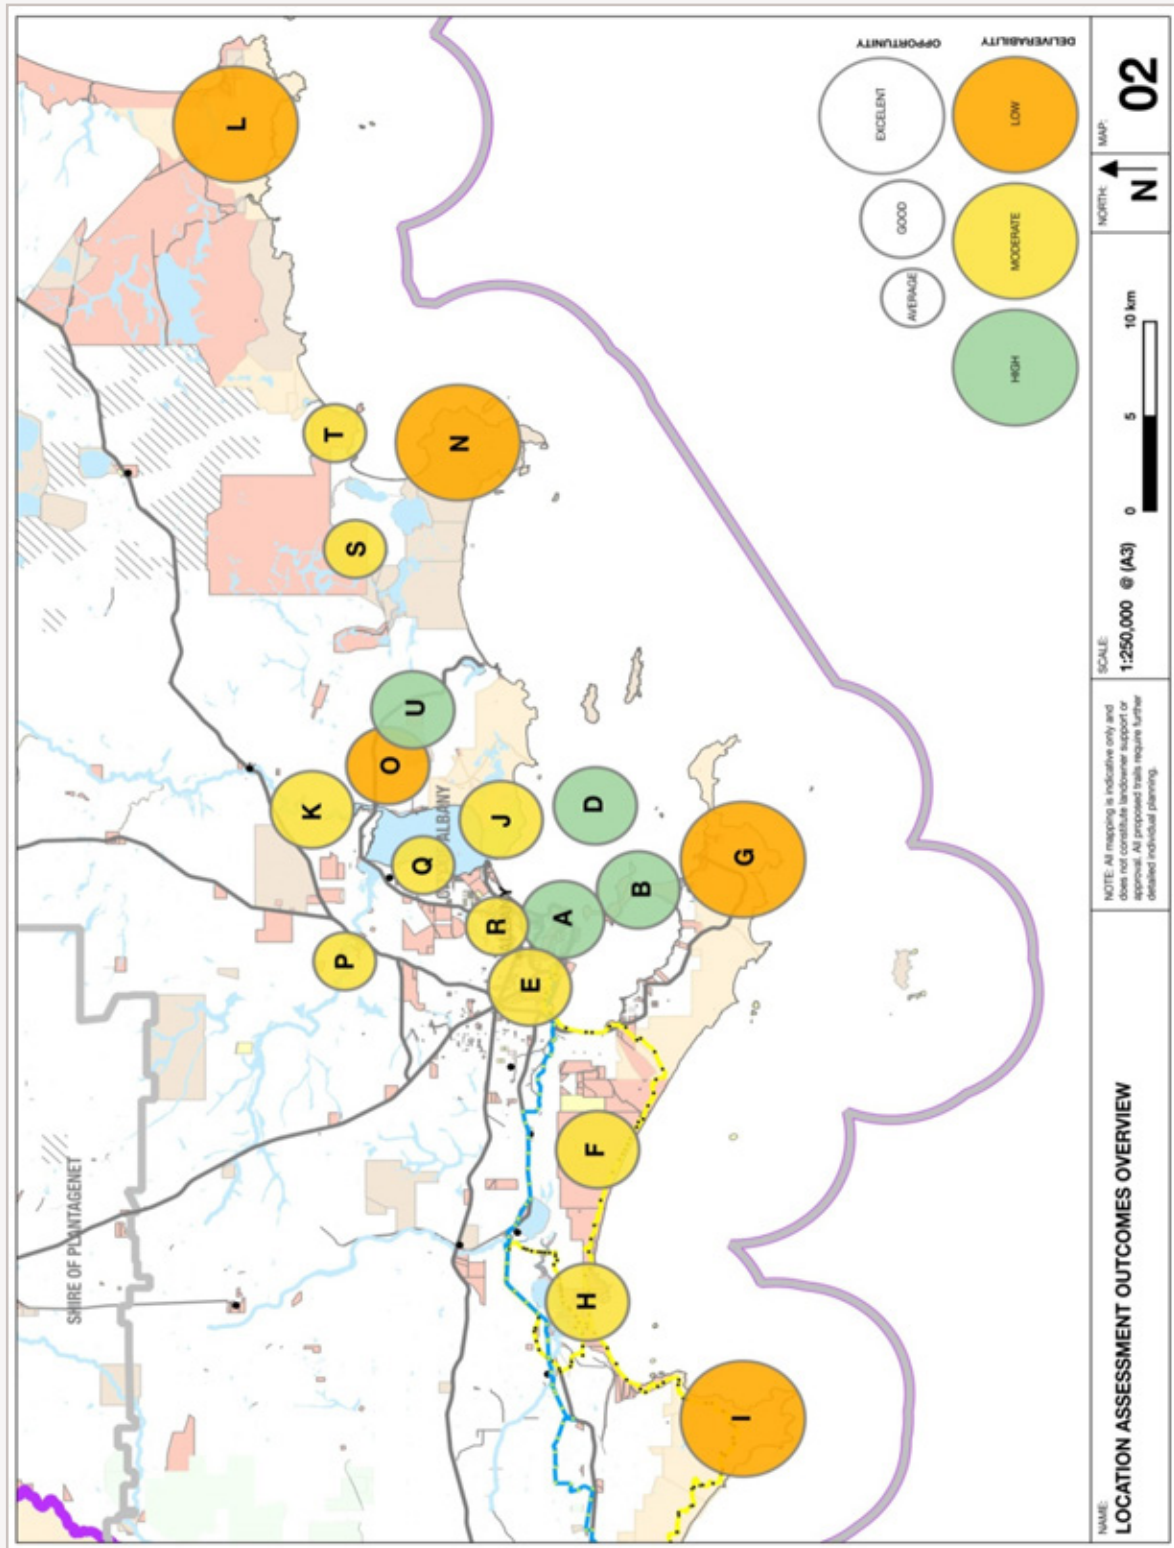 SHIRE OF PLANTAGENET
ALBANY
L
T
N
S
U
O
K
J
D
Q
B
G
R
A
P
E
F
H
I
OPPORTUNITY
EXCELENT
GOOD
AVERAGE
DELIVERABILITY
LOW
MODERATE
HIGH
NAME:
LOCATION ASSESSMENT OUTCOMES OVERVIEW
NOTE: All mapping is indicative only and
does not constitute landowner support or
approval. All proposed trails require further
detailed individual planning.
SCALE:
1:250,000 @ (A3)
0 5 10 km
NORTH:
N
MAP:
02